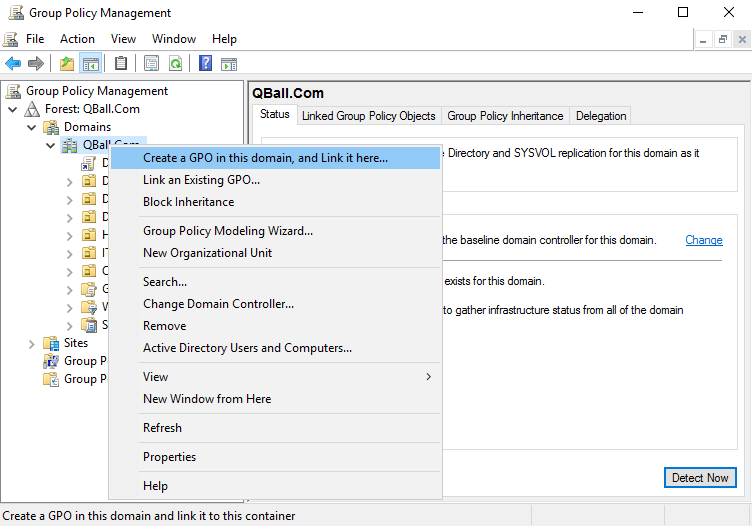 Group Policy Management
File Action View Window Help
Group Policy Management
Forest: QBall.Com
Domains
QBall.Com
D
D
D
D
H
IT
C
G
W
S
Sites
Group P
Group P
Create a GPO in this domain, and Link it here...
Link an Existing GPO...
Block Inheritance
Group Policy Modeling Wizard...
New Organizational Unit
Search...
Change Domain Controller...
Remove
Active Directory Users and Computers...
View
New Window from Here
Refresh
Properties
Help
QBall.Com
Status Linked Group Policy Objects Group Policy Inheritance Delegation
e Directory and SYSVOL replication for this domain as it
the baseline domain controller for this domain. Change
exists for this domain.
to gather infrastructure status from all of the domain
Detect Now
Create a GPO in this domain and link it to this container